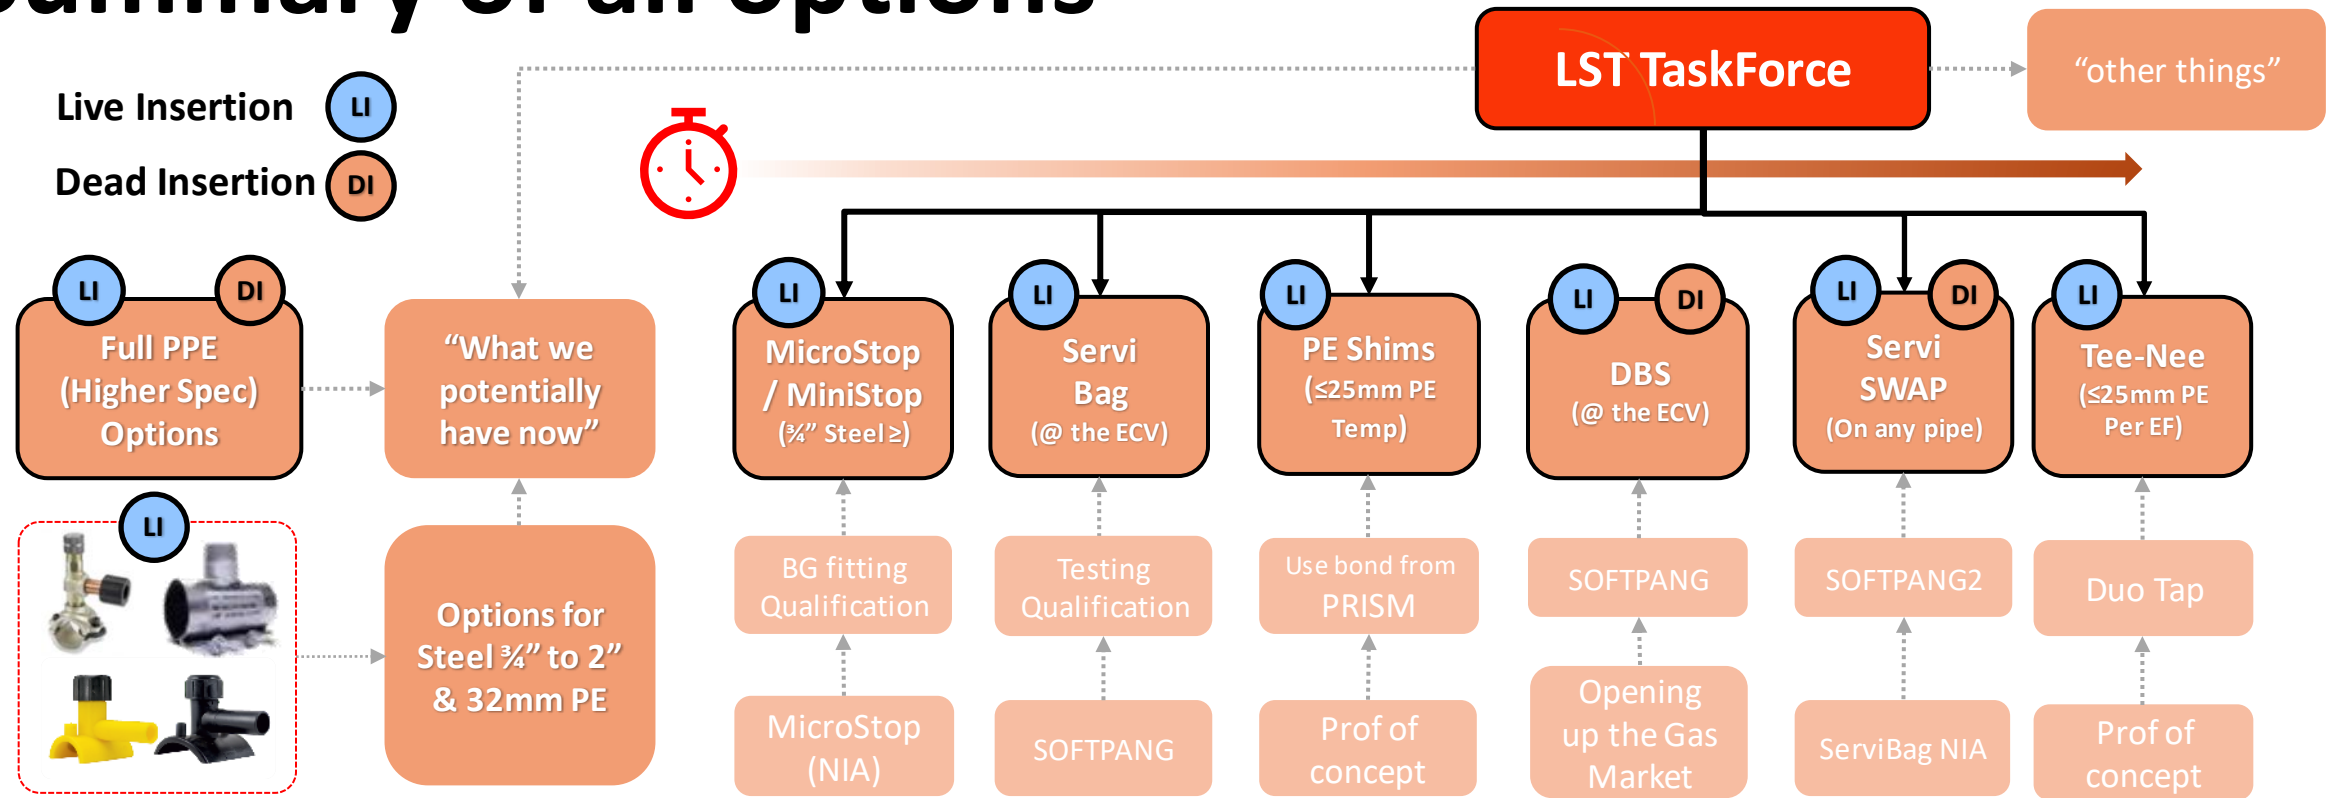 Summary of all options
LST TaskForce
“other things”
Live Insertion
LI
Dead Insertion
DI
LI
DI
Full PPE
(Higher Spec)
Options
“What we
potentially
have now”
LI
MicroStop
/ MiniStop
(¾” Steel ≥)
LI
Servi
Bag
(@ the ECV)
LI
PE Shims
(≤25mm PE
Temp)
LI
DI
DBS
(@ the ECV)
LI
DI
Servi
SWAP
(On any pipe)
LI
Tee-Nee
(≤25mm PE
Per EF)
LI
Options for
Steel ¾” to 2”
& 32mm PE
BG fitting
Qualification
Testing
Qualification
Use bond from
PRISM
SOFTPANG
SOFTPANG2
Duo Tap
MicroStop
(NIA)
SOFTPANG
Prof of
concept
Opening
up the Gas
Market
ServiBag NIA
Prof of
concept